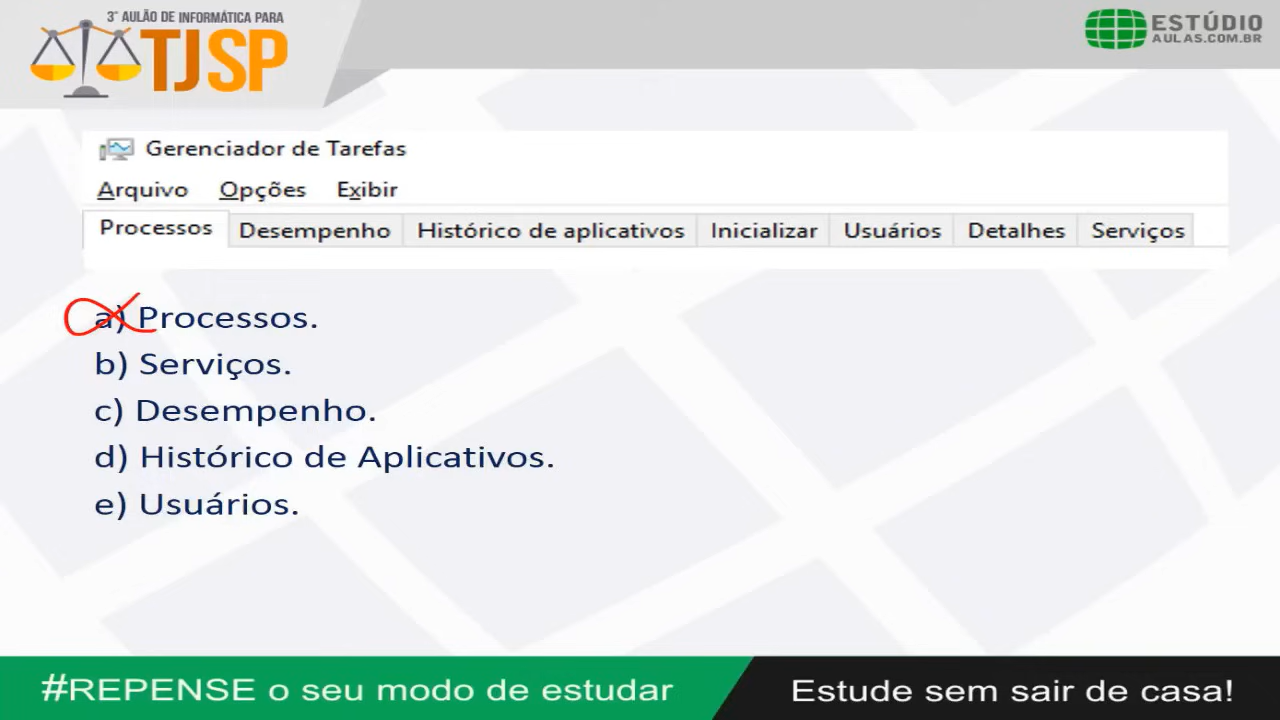 3° AULÃO DE INFORMÁTICA PARA
TJSP
ESTÚDIO
AULAS.COM.BR
Gerenciador de Tarefas
Arquivo Opções Exibir
Processos Desempenho Histórico de aplicativos Inicializar Usuários Detalhes Serviços
a) Processos.
b) Serviços.
c) Desempenho.
d) Histórico de Aplicativos.
e) Usuários.
#REPENSE o seu modo de estudar
Estude sem sair de casa!